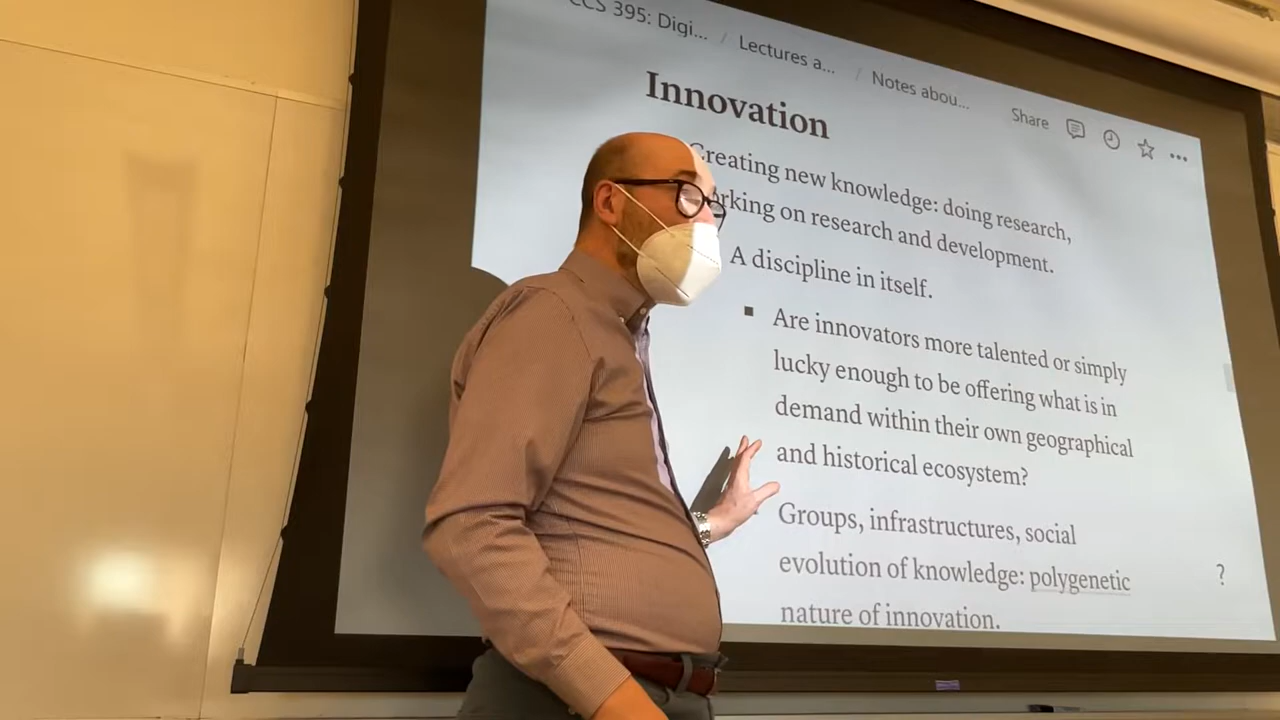 CCS 395: Digi... / Lectures a... / Notes abou...
Share
Innovation
Creating new knowledge: doing research,
working on research and development.
A discipline in itself.
Are innovators more talented or simply
lucky enough to be offering what is in
demand within their own geographical
and historical ecosystem?
Groups, infrastructures, social
evolution of knowledge: polygenetic
nature of innovation.
?